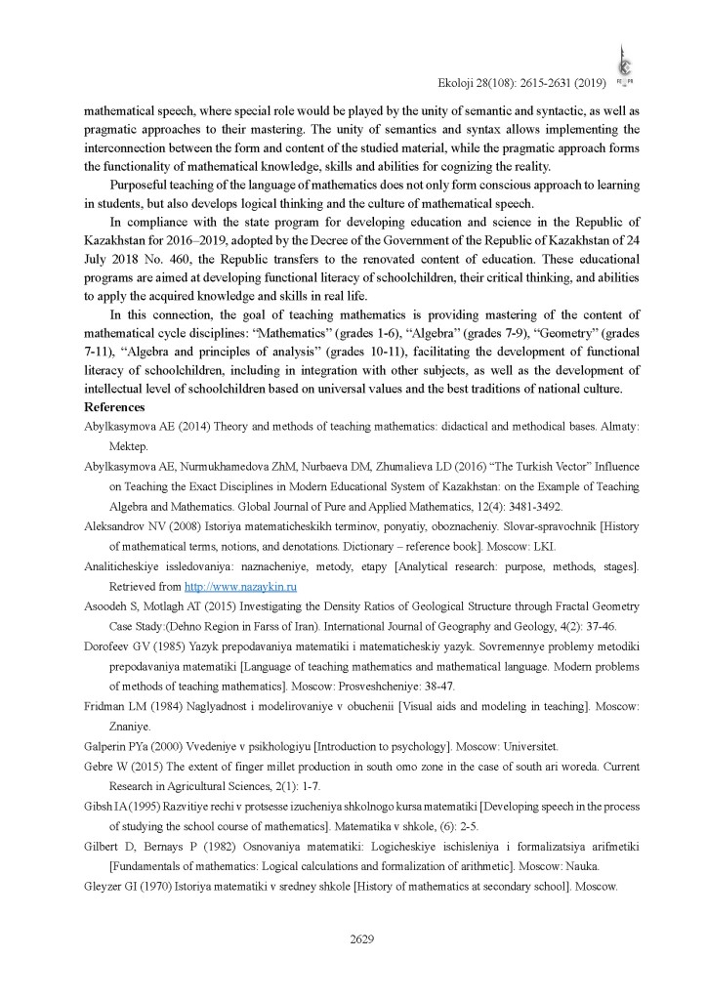 Ekoloji 28(108): 2615-2631 (2019)
FE PR
mathematical speech, where special role would be played by the unity of semantic and syntactic, as well as
pragmatic approaches to their mastering. The unity of semantics and syntax allows implementing the
interconnection between the form and content of the studied material, while the pragmatic approach forms
the functionality of mathematical knowledge, skills and abilities for cognizing the reality.
Purposeful teaching of the language of mathematics does not only form conscious approach to learning
in students, but also develops logical thinking and the culture of mathematical speech.
In compliance with the state program for developing education and science in the Republic of
Kazakhstan for 2016–2019, adopted by the Decree of the Government of the Republic of Kazakhstan of 24
July 2018 No. 460, the Republic transfers to the renovated content of education. These educational
programs are aimed at developing functional literacy of schoolchildren, their critical thinking, and abilities
to apply the acquired knowledge and skills in real life.
In this connection, the goal of teaching mathematics is providing mastering of the content of
mathematical cycle disciplines: “Mathematics” (grades 1-6), “Algebra” (grades 7-9), “Geometry” (grades
7-11), “Algebra and principles of analysis” (grades 10-11), facilitating the development of functional
literacy of schoolchildren, including in integration with other subjects, as well as the development of
intellectual level of schoolchildren based on universal values and the best traditions of national culture.
References
Abylkasymova AE (2014) Theory and methods of teaching mathematics: didactical and methodical bases. Almaty:
Mektep.
Abylkasymova AE, Nurmukhamedova ZhM, Nurbaeva DM, Zhumalieva LD (2016) “The Turkish Vector” Influence
on Teaching the Exact Disciplines in Modern Educational System of Kazakhstan: on the Example of Teaching
Algebra and Mathematics. Global Journal of Pure and Applied Mathematics, 12(4): 3481-3492.
Aleksandrov NV (2008) Istoriya matematicheskikh terminov, ponyatiy, oboznacheniy. Slovar-spravochnik [History
of mathematical terms, notions, and denotations. Dictionary – reference book]. Moscow: LKI.
Analiticheskiye issledovaniya: naznacheniye, metody, etapy [Analytical research: purpose, methods, stages].
Retrieved from http://www.nazaykin.ru
Asoodeh S, Motlagh AT (2015) Investigating the Density Ratios of Geological Structure through Fractal Geometry
Case Stady:(Dehno Region in Farss of Iran). International Journal of Geography and Geology, 4(2): 37-46.
Dorofeev GV (1985) Yazyk prepodavaniya matematiki i matematicheskiy yazyk. Sovremennye problemy metodiki
prepodavaniya matematiki [Language of teaching mathematics and mathematical language. Modern problems
of methods of teaching mathematics]. Moscow: Prosveshcheniye: 38-47.
Fridman LM (1984) Naglyadnost i modelirovaniye v obuchenii [Visual aids and modeling in teaching]. Moscow:
Znaniye.
Galperin PYa (2000) Vvedeniye v psikhologiyu [Introduction to psychology]. Moscow: Universitet.
Gebre W (2015) The extent of finger millet production in south omo zone in the case of south ari woreda. Current
Research in Agricultural Sciences, 2(1): 1-7.
Gibsh IA (1995) Razvitiye rechi v protsesse izucheniya shkolnogo kursa matematiki [Developing speech in the process
of studying the school course of mathematics]. Matematika v shkole, (6): 2-5.
Gilbert D, Bernays P (1982) Osnovaniya matematiki: Logicheskiye ischisleniya i formalizatsiya arifmetiki
[Fundamentals of mathematics: Logical calculations and formalization of arithmetic]. Moscow: Nauka.
Gleyzer GI (1970) Istoriya matematiki v sredney shkole [History of mathematics at secondary school]. Moscow.
2629